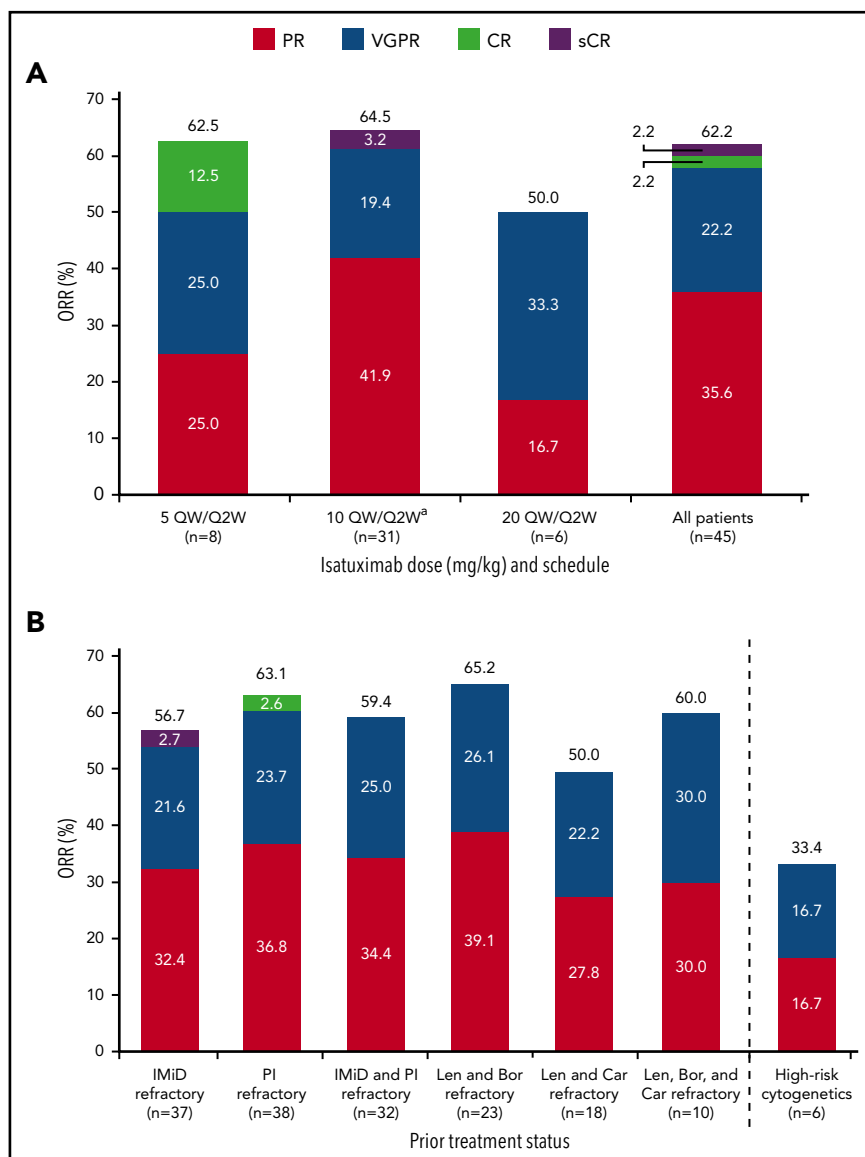 PR VGPR CR sCR
A
ORR (%)
70
60
50
40
30
20
10
0
62.5
12.5
25.0
25.0
64.5
3.2
19.4
41.9
50.0
33.3
16.7
62.2
2.2
2.2
22.2
35.6
5 QW/Q2W
(n=8)
10 QW/Q2Wª
(n=31)
20 QW/Q2W
(n=6)
All patients
(n=45)
Isatuximab dose (mg/kg) and schedule
B
ORR (%)
70
60
50
40
30
20
10
0
56.7
2.7
21.6
32.4
63.1
2.6
23.7
36.8
59.4
25.0
34.4
65.2
26.1
39.1
50.0
22.2
27.8
60.0
30.0
30.0
33.4
16.7
16.7
IMiD
refractory
(n=37)
PI
refractory
(n=38)
IMiD and PI
refractory
(n=32)
Len and Bor
refractory
(n=23)
Len and Car
refractory
(n=18)
Len, Bor, and
Car refractory
(n=10)
High-risk
cytogenetics
(n=6)
Prior treatment status